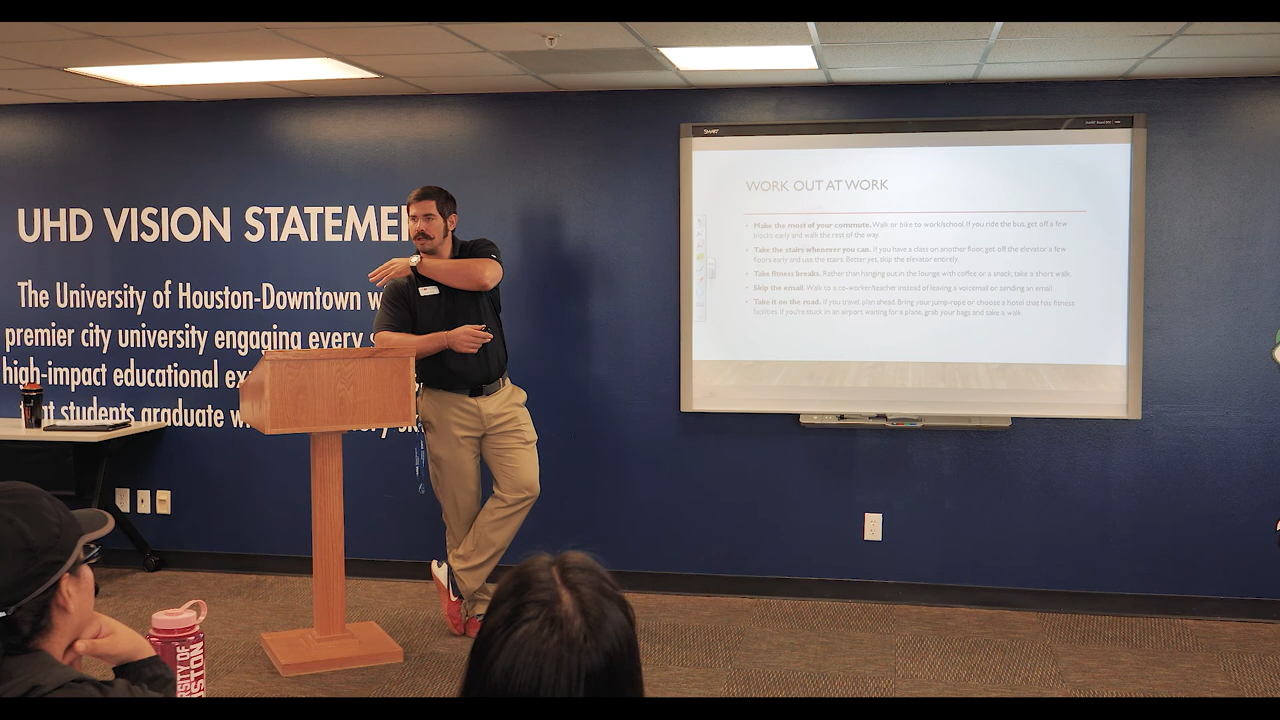 UHD VISION STATEME
The University of Houston-Downtown w
premier city university engaging every s
high-impact educational ex
at students graduate w
SMART
WORK OUT AT WORK
• Make the most of your commute. Walk or bike to work/school. If you ride the bus, get off a few
blocks early and walk the rest of the way.
• Take the stairs whenever you can. If you have a class on another floor, get off the elevator a few
floors early and use the stairs. Better yes, skip the elevator entirely.
• Take fitness breaks. Rather than hanging out in the lounge with coffee or a snack, take a short walk.
• Skip the email. Walk to a co-worker/teacher instead of leaving a voicemail or sending an email.
• Take it on the road. If you travel, plan ahead. Bring your jump-rope or choose a hotel that has fitness
facilities. If you're stuck in an airport waiting for a plane, grab your bags and take a walk.